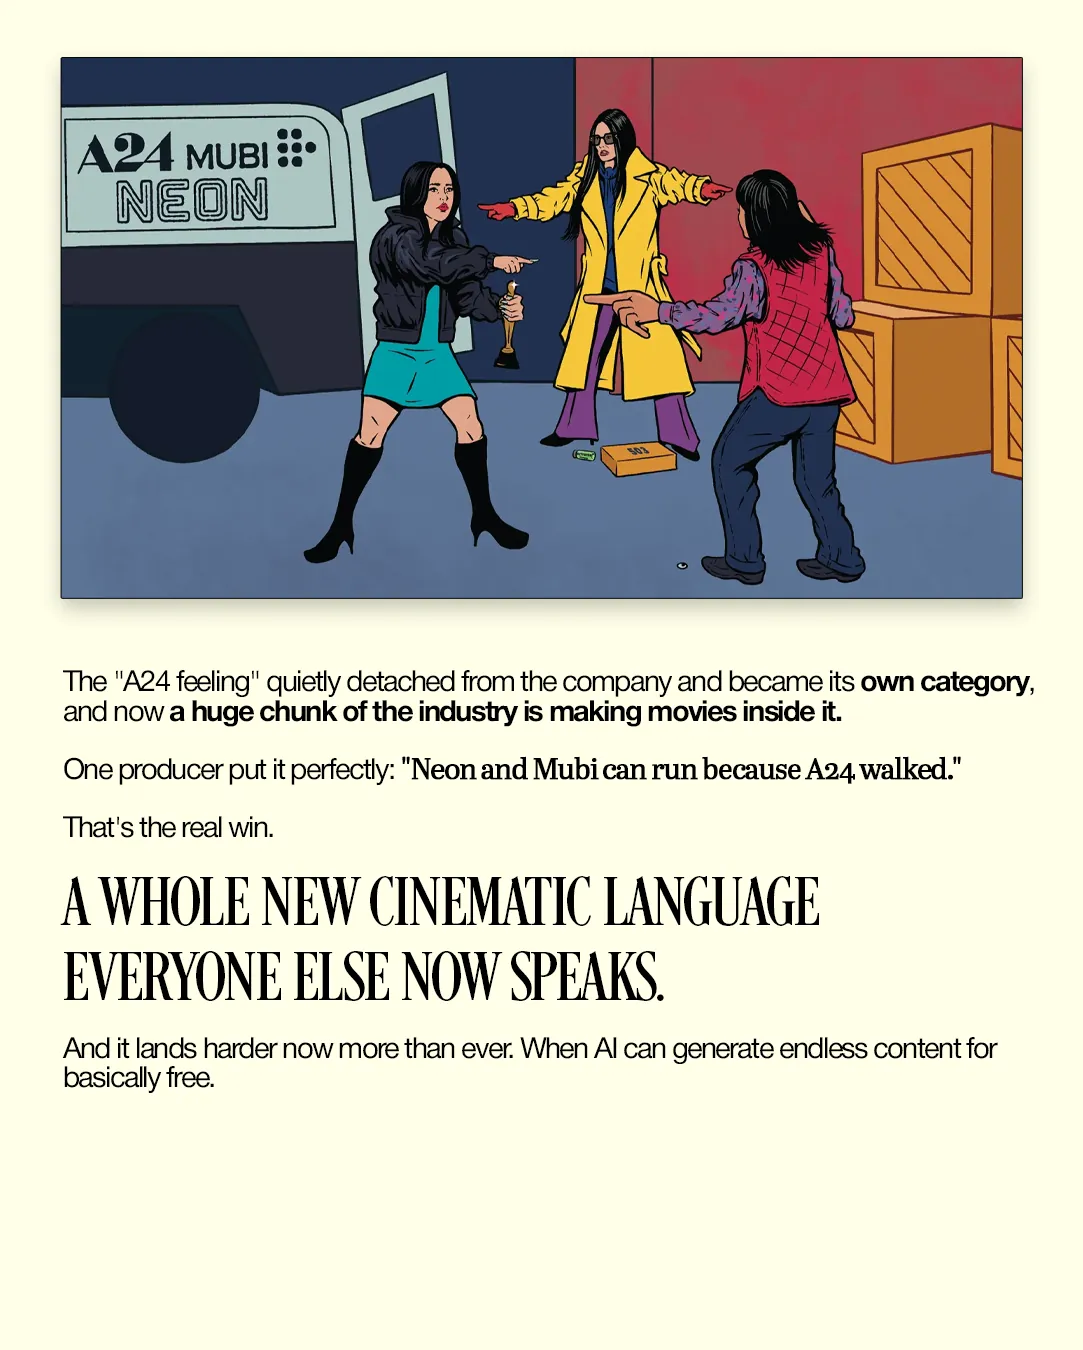 A24 MUBI
NEON
503
The "A24 feeling" quietly detached from the company and became its own category,
and now a huge chunk of the industry is making movies inside it.
One producer put it perfectly: "Neon and Mubi can run because A24 walked."
That's the real win.
A WHOLE NEW CINEMATIC LANGUAGE
EVERYONE ELSE NOW SPEAKS.
And it lands harder now more than ever. When AI can generate endless content for
basically free.